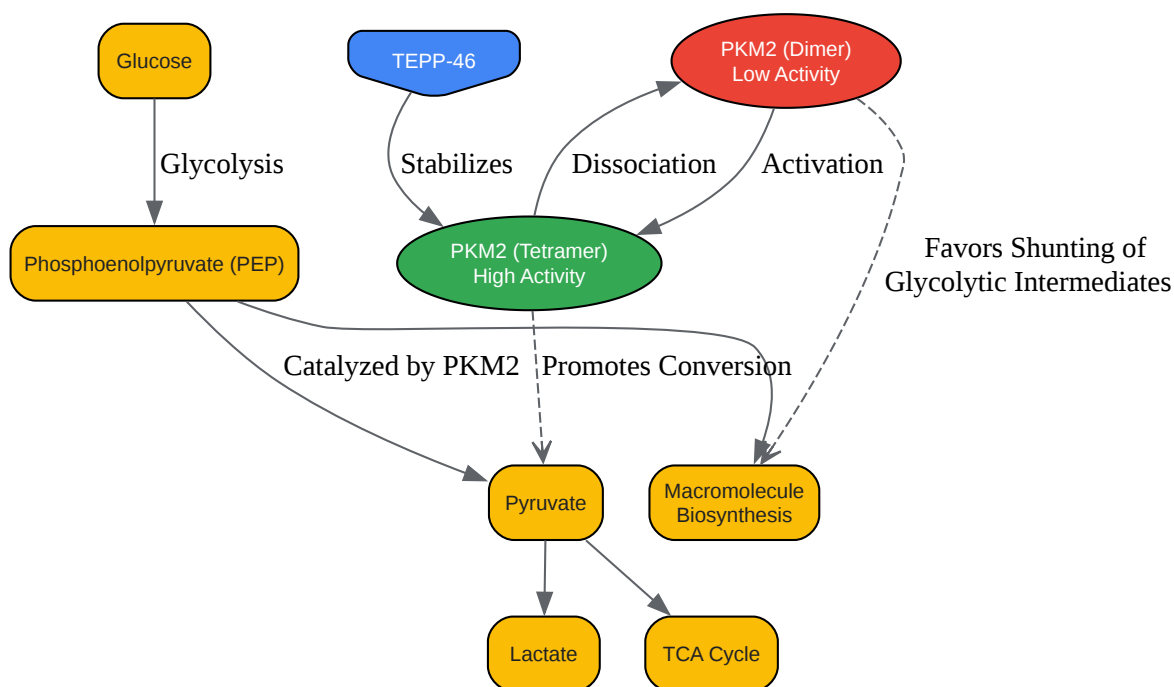 Glucose
TEPP-46
PKM2 (Dimer)
Low Activity
Glycolysis
Stabilizes
Dissociation
Activation
Phosphoenolpyruvate (PEP)
PKM2 (Tetramer)
High Activity
Favors Shunting of
Glycolytic Intermediates
Catalyzed by PKM2
Promotes Conversion
Pyruvate
Macromolecule
Biosynthesis
Lactate
TCA Cycle